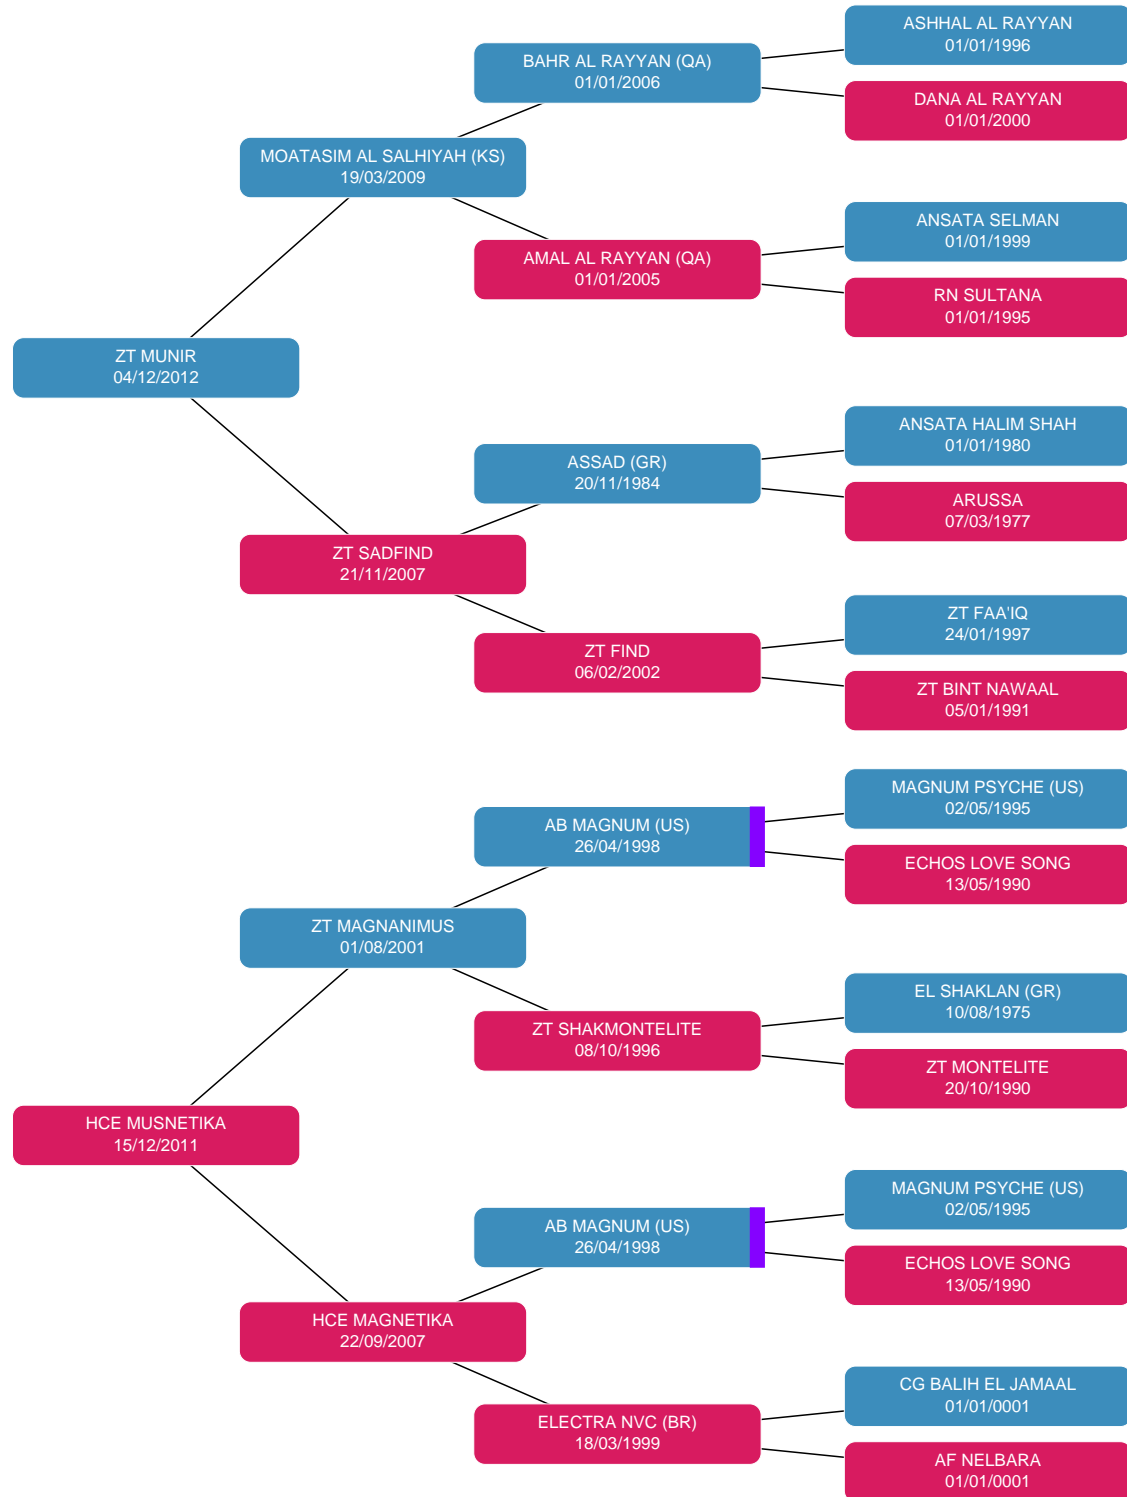 ASHHAL AL RAYYAN
01/01/1996
BAHR AL RAYYAN (QA)
01/01/2006
DANA AL RAYYAN
01/01/2000
MOATASIM AL SALHIYAH (KS)
19/03/2009
ANSATA SELMAN
01/01/1999
AMAL AL RAYYAN (QA)
01/01/2005
RN SULTANA
01/01/1995
ZT MUNIR
04/12/2012
ANSATA HALIM SHAH
01/01/1980
ASSAD (GR)
20/11/1984
ARUSSA
07/03/1977
ZT SADFIND
21/11/2007
ZT FAA'IQ
24/01/1997
ZT FIND
06/02/2002
ZT BINT NAWAAL
05/01/1991
MAGNUM PSYCHE (US)
02/05/1995
AB MAGNUM (US)
26/04/1998
ECHOS LOVE SONG
13/05/1990
ZT MAGNANIMUS
01/08/2001
EL SHAKLAN (GR)
10/08/1975
ZT SHAKMONTELITE
08/10/1996
ZT MONTELITE
20/10/1990
HCE MUSNETIKA
15/12/2011
MAGNUM PSYCHE (US)
02/05/1995
AB MAGNUM (US)
26/04/1998
ECHOS LOVE SONG
13/05/1990
HCE MAGNETIKA
22/09/2007
CG BALIH EL JAMAAL
01/01/0001
ELECTRA NVC (BR)
18/03/1999
AF NELBARA
01/01/0001